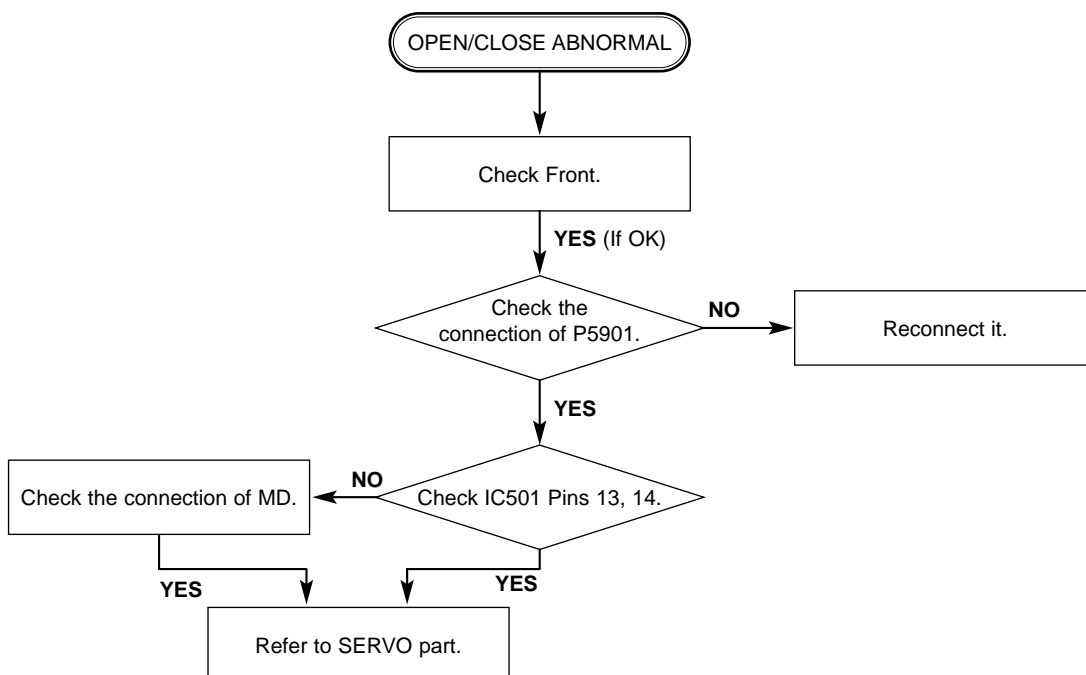 OPEN/CLOSE ABNORMAL
Check Front.
YES (If OK)
Check the
connection of P5901.
NO
Reconnect it.
YES
Check IC501 Pins 13, 14.
NO
Check the connection of MD.
YES
YES
Refer to SERVO part.